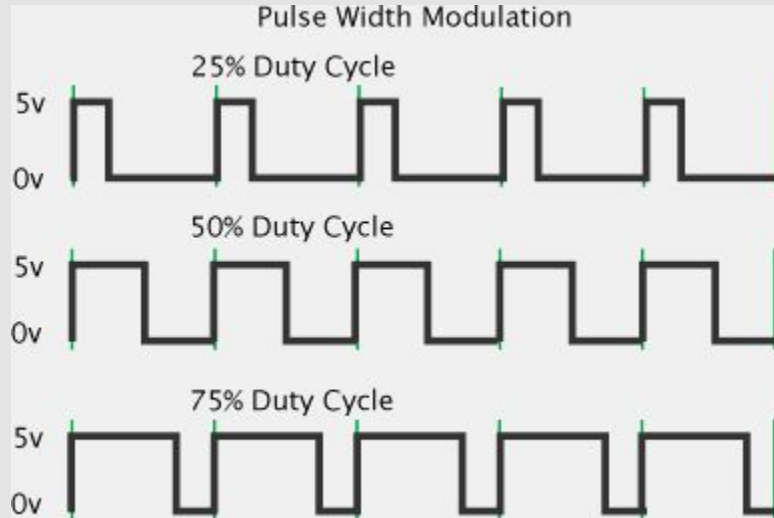 Pulse Width Modulation
25% Duty Cycle
5v
0v
50% Duty Cycle
5v
0v
75% Duty Cycle
5v
0v